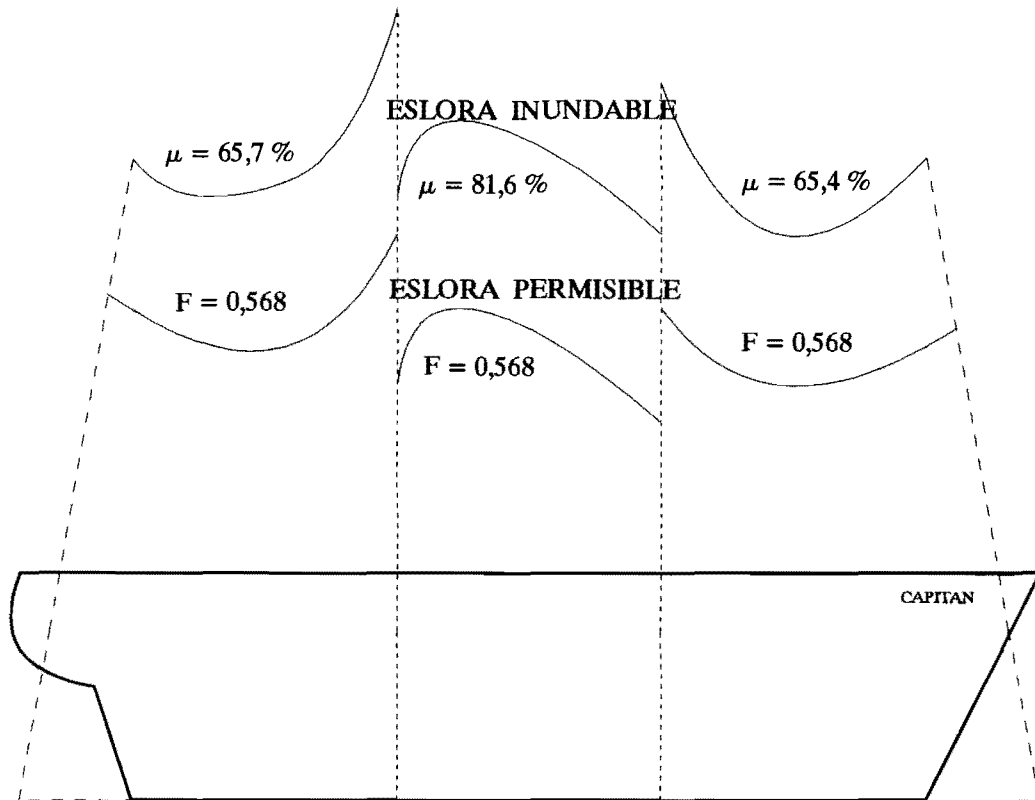 ESLORA INUNDABLE
μ = 65,7 %
μ = 81,6 %
μ = 65,4 %
ESLORA PERMISIBLE
F = 0,568
F = 0,568
F = 0,568
CAPITAN